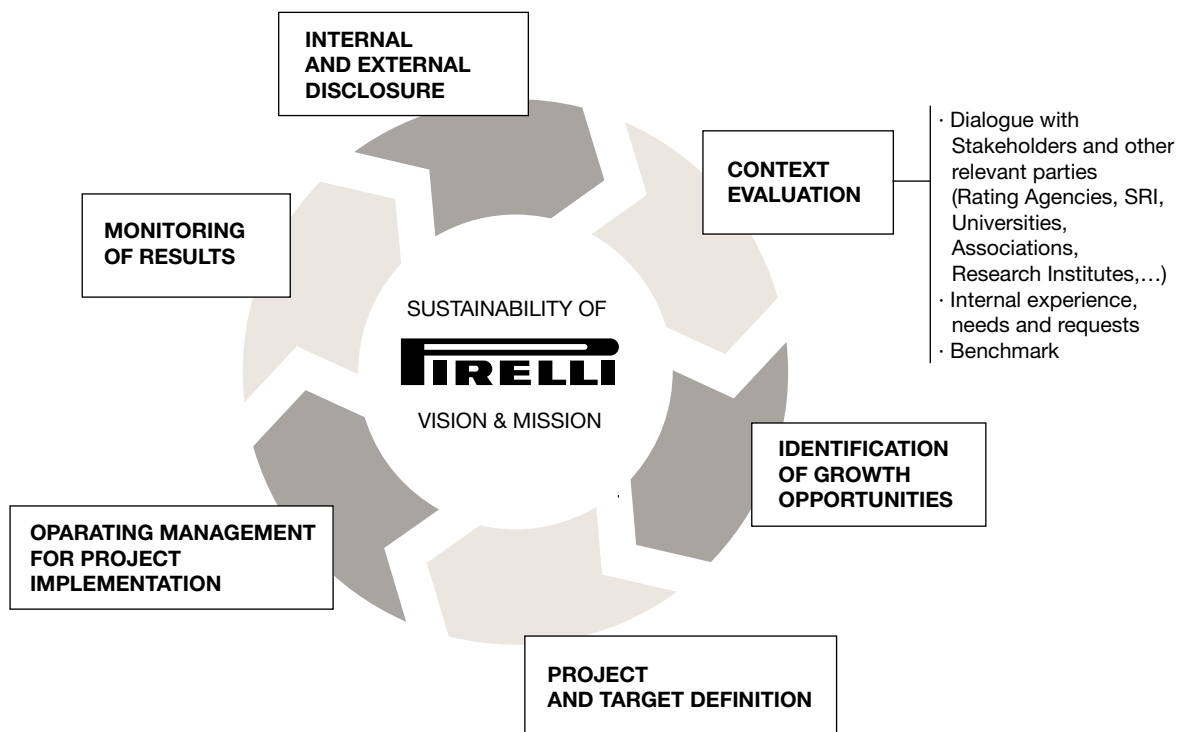 INTERNAL
AND EXTERNAL
DISCLOSURE
CONTEXT
EVALUATION
· Dialogue with
Stakeholders and other
relevant parties
(Rating Agencies, SRI,
Universities,
Associations,
Research Institutes,…)
· Internal experience,
needs and requests
· Benchmark
MONITORING
OF RESULTS
SUSTAINABILITY OF
PIRELLI
VISION & MISSION
IDENTIFICATION
OF GROWTH
OPPORTUNITIES
OPARATING MANAGEMENT
FOR PROJECT
IMPLEMENTATION
PROJECT
AND TARGET DEFINITION